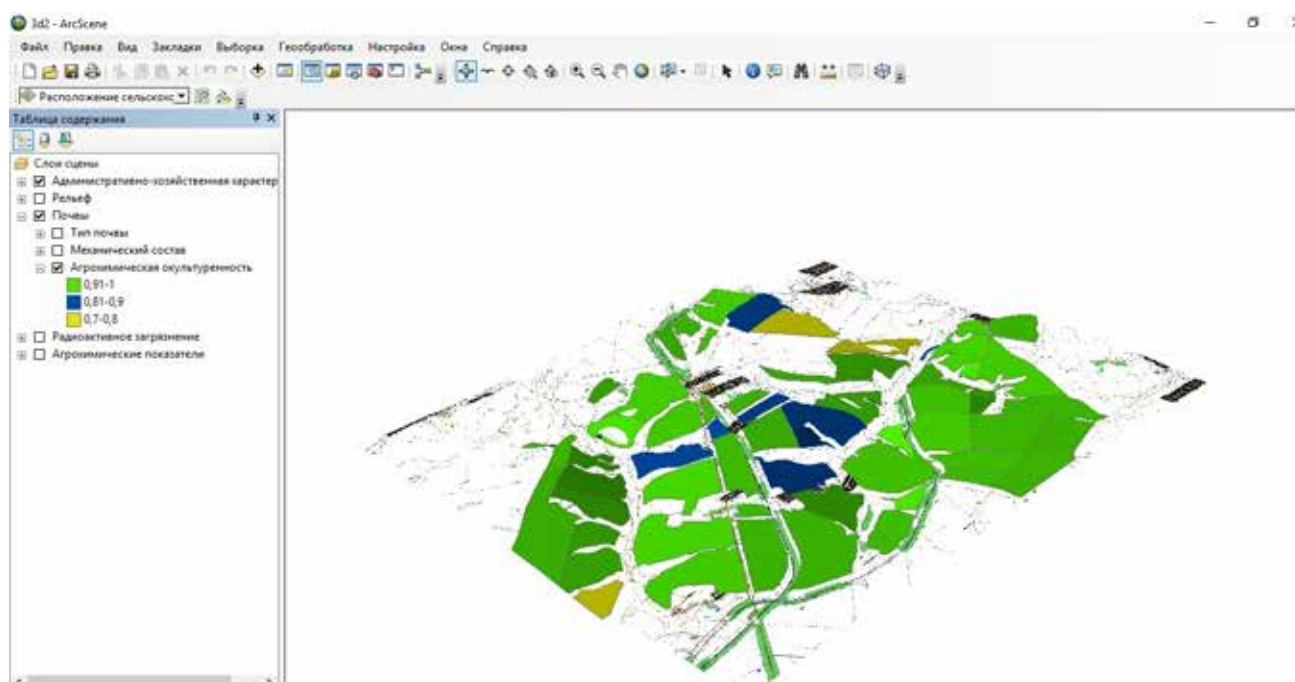 3d2 - ArcScene
Файл Правка Вид Закладки Выборка Геообработка Настройка Окна Справка
Расположение сельскохс
Таблица содержания
Слои сцены
Административно-хозяйственная характер
Рельеф
Почвы
Тип почвы
Механический состав
Агрохимическая окультуренность
0,91-1
0,81-0,9
0,7-0,8
Радиоактивное загрязнение
Агрохимические показатели